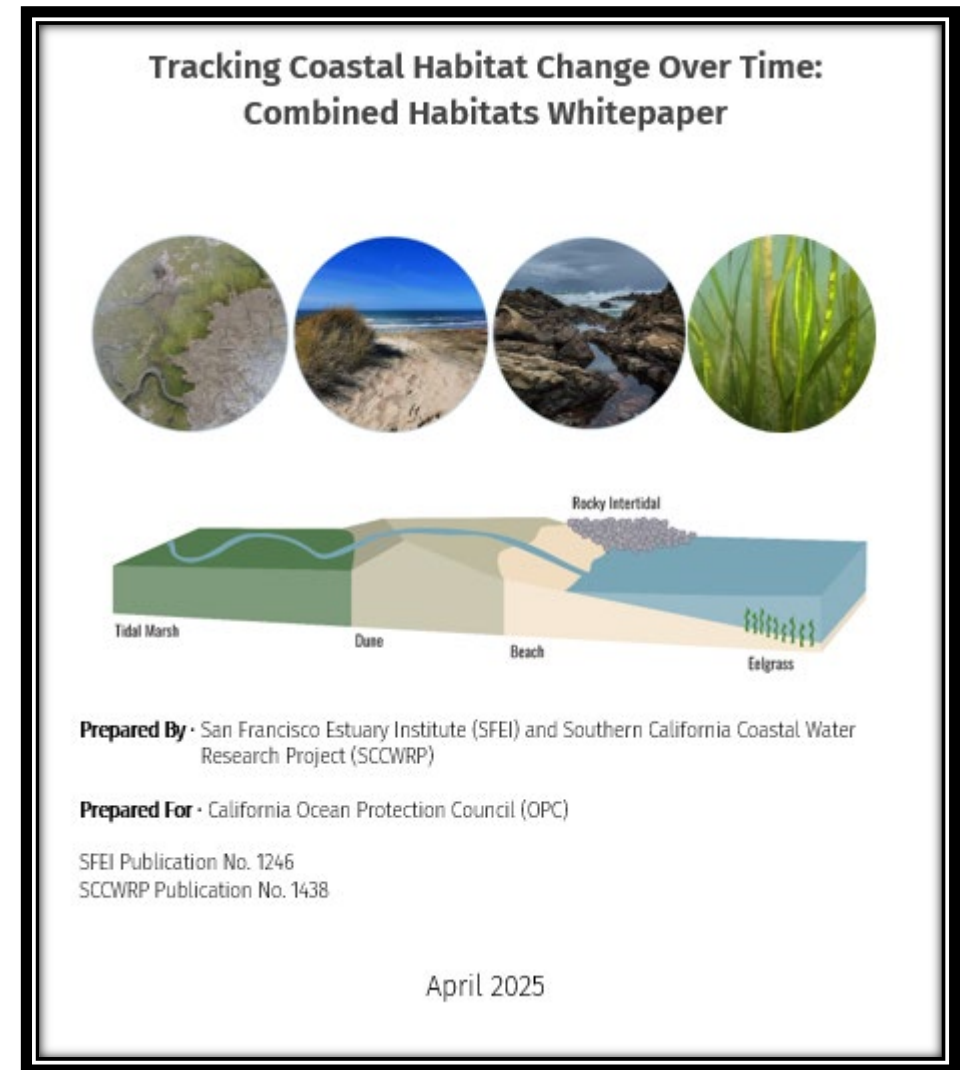 Tracking Coastal Habitat Change Over Time:
Combined Habitats Whitepaper
Rocky Intertidal
Tidal Marsh
Dune
Beach
Eelgrass
Prepared By · San Francisco Estuary Institute (SFEI) and Southern California Coastal Water
Research Project (SCCWRP)
Prepared For · California Ocean Protection Council (OPC)
SFEI Publication No. 1246
SCCWRP Publication No. 1438
April 2025